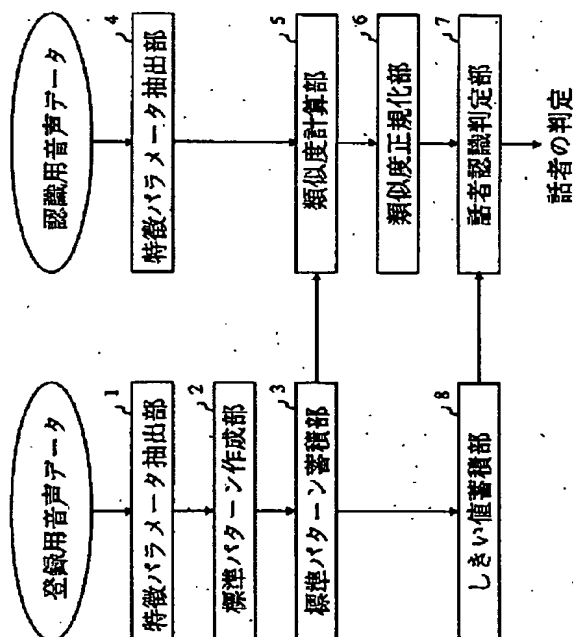 登録用音声データ
1
特徴パラメータ抽出部
2
標準パターン作成部
3
標準パターン蓄積部
8
しきい値蓄積部
認識用音声データ
4
特徴パラメータ抽出部
5
類似度計算部
6
類似度正規化部
7
話者認識判定部
話者の判定